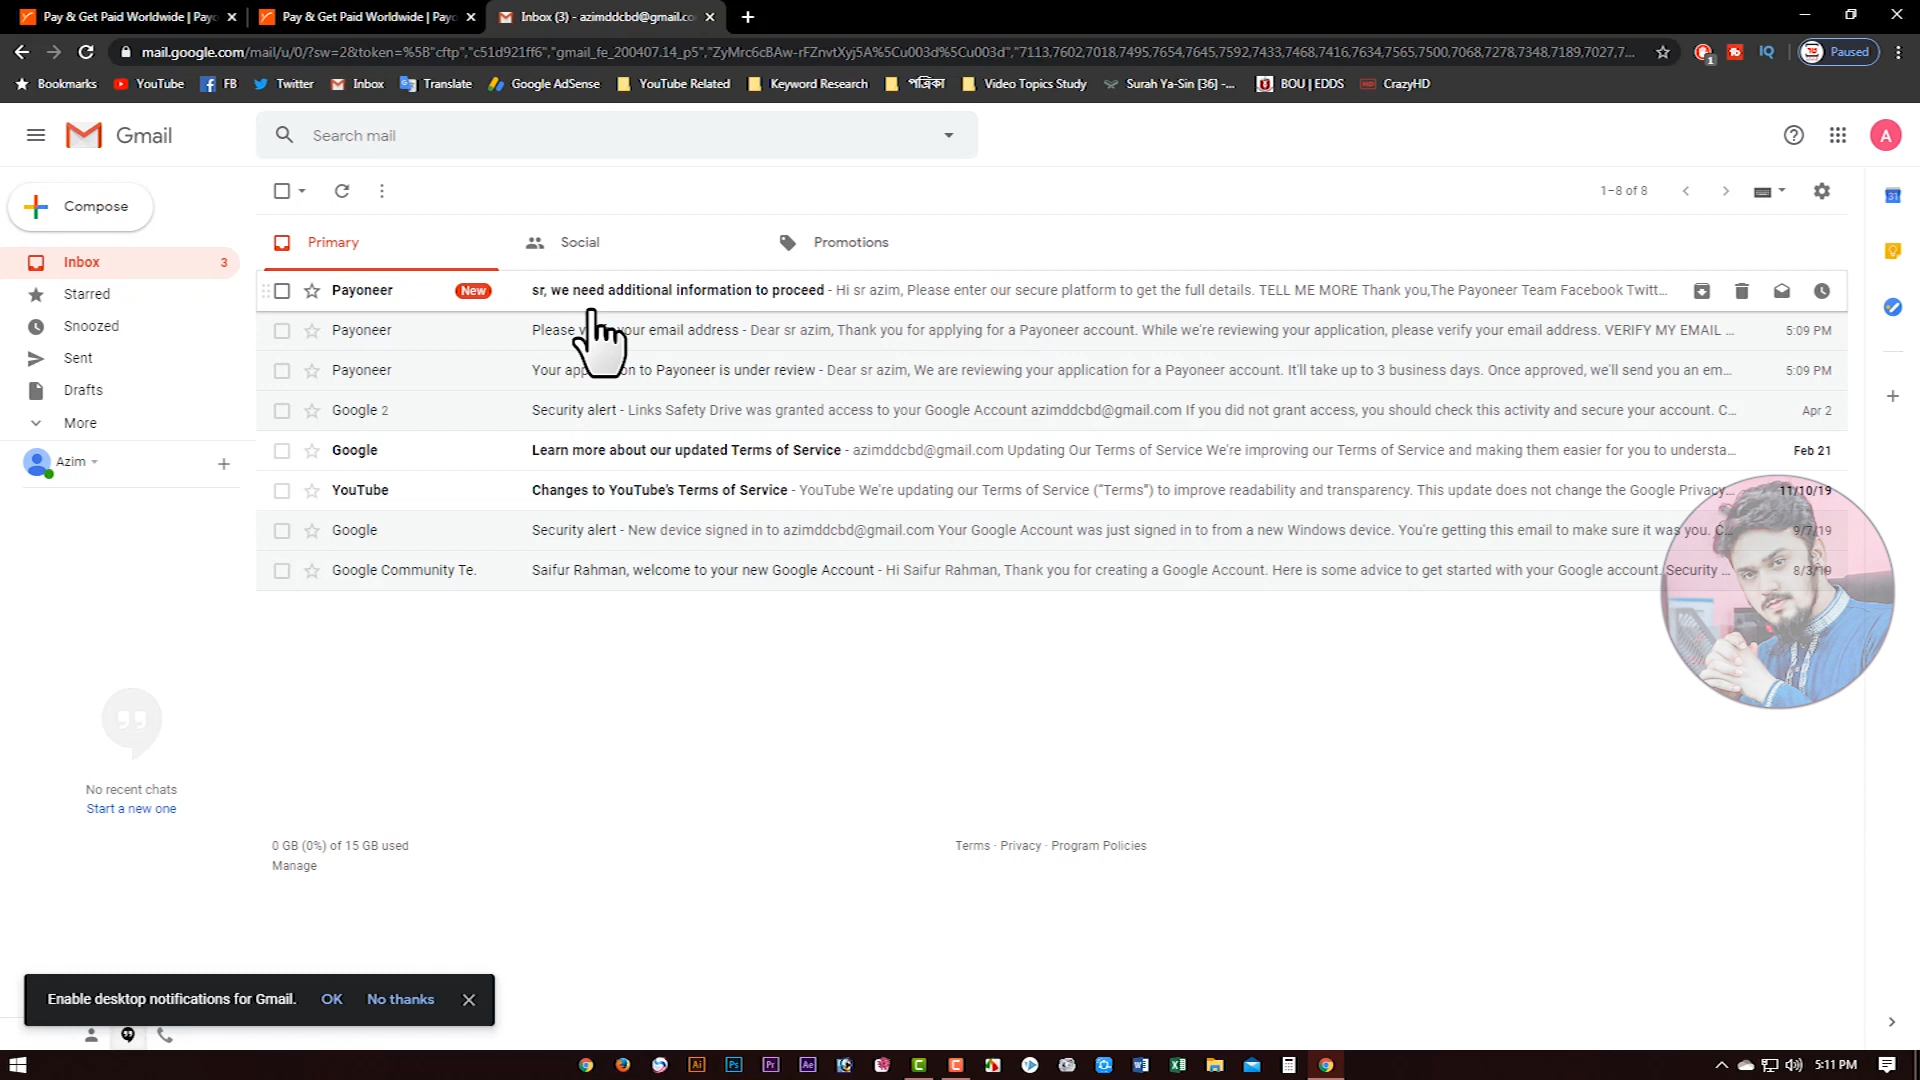 Pay & Get Paid Worldwide | Payo
Pay & Get Paid Worldwide | Payo
Inbox (3) - azimddcbd@gmail.co
mail.google.com/mail/u/0/?sw=2&token=%5B"cftp","c51d921ff6","gmail_fe_200407.14_p5","ZyMrc6cBAw-rFZnvtXyj5A%5Cu003d%5Cu003d","7113,7602,7018,7495,7654,7645,7592,7433,7468,7416,7634,7565,7500,7068,7278,7348,7189,7027,7...
1
IQ
Paused
Bookmarks
YouTube
FB
Twitter
Inbox
Translate
Google AdSense
YouTube Related
Keyword Research
পত্রিকা
Video Topics Study
Surah Ya-Sin [36] -...
BOU | EDDS
CrazyHD
Gmail
Search mail
A
Compose
1–8 of 8
31
Primary
Social
Promotions
Inbox 3
Starred
Snoozed
Sent
Drafts
More
Azim
Payoneer New sr, we need additional information to proceed - Hi sr azim, Please enter our secure platform to get the full details. TELL ME MORE Thank you,The Payoneer Team Facebook Twitt...
Payoneer Please your email address - Dear sr azim, Thank you for applying for a Payoneer account. While we're reviewing your application, please verify your email address. VERIFY MY EMAIL ... 5:09 PM
Payoneer Your to Payoneer is under review - Dear sr azim, We are reviewing your application for a Payoneer account. It'll take up to 3 business days. Once approved, we'll send you an em... 5:09 PM
Google 2 Security alert - Links Safety Drive was granted access to your Google Account azimddcbd@gmail.com If you did not grant access, you should check this activity and secure your account. C... Apr 2
Google Learn more about our updated Terms of Service - azimddcbd@gmail.com Updating Our Terms of Service We're improving our Terms of Service and making them easier for you to understa... Feb 21
YouTube Changes to YouTube's Terms of Service - YouTube We're updating our Terms of Service ("Terms") to improve readability and transparency. This update does not change the Google Privacy... 11/10/19
Google Security alert - New device signed in to azimddcbd@gmail.com Your Google Account was just signed in to from a new Windows device. You're getting this email to make sure it was you. C... 9/7/19
Google Community Te. Saifur Rahman, welcome to your new Google Account - Hi Saifur Rahman, Thank you for creating a Google Account. Here is some advice to get started with your Google account. Security ... 8/3/19
No recent chats
Start a new one
0 GB (0%) of 15 GB used
Manage
Terms · Privacy · Program Policies
Enable desktop notifications for Gmail. OK No thanks
Ai
Ps
Pr
Ae
5:11 PM